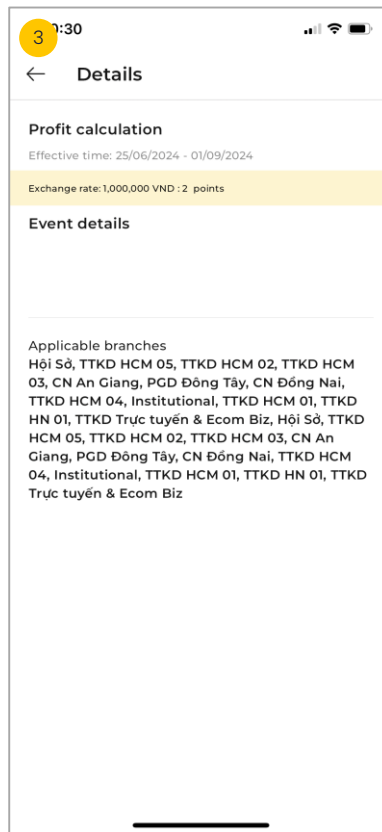 3
0:30
Details
Profit calculation
Effective time: 25/06/2024 - 01/09/2024
Exchange rate: 1,000,000 VND : 2 points
Event details
Applicable branches
Hội Sở, TTKD HCM 05, TTKD HCM 02, TTKD HCM
03, CN An Giang, PGD Đông Tây, CN Đồng Nai,
TTKD HCM 04, Institutional, TTKD HCM 01, TTKD
HN 01, TTKD Trực tuyến & Ecom Biz, Hội Sở, TTKD
HCM 05, TTKD HCM 02, TTKD HCM 03, CN An
Giang, PGD Đông Tây, CN Đồng Nai, TTKD HCM
04, Institutional, TTKD HCM 01, TTKD HN 01, TTKD
Trực tuyến & Ecom Biz